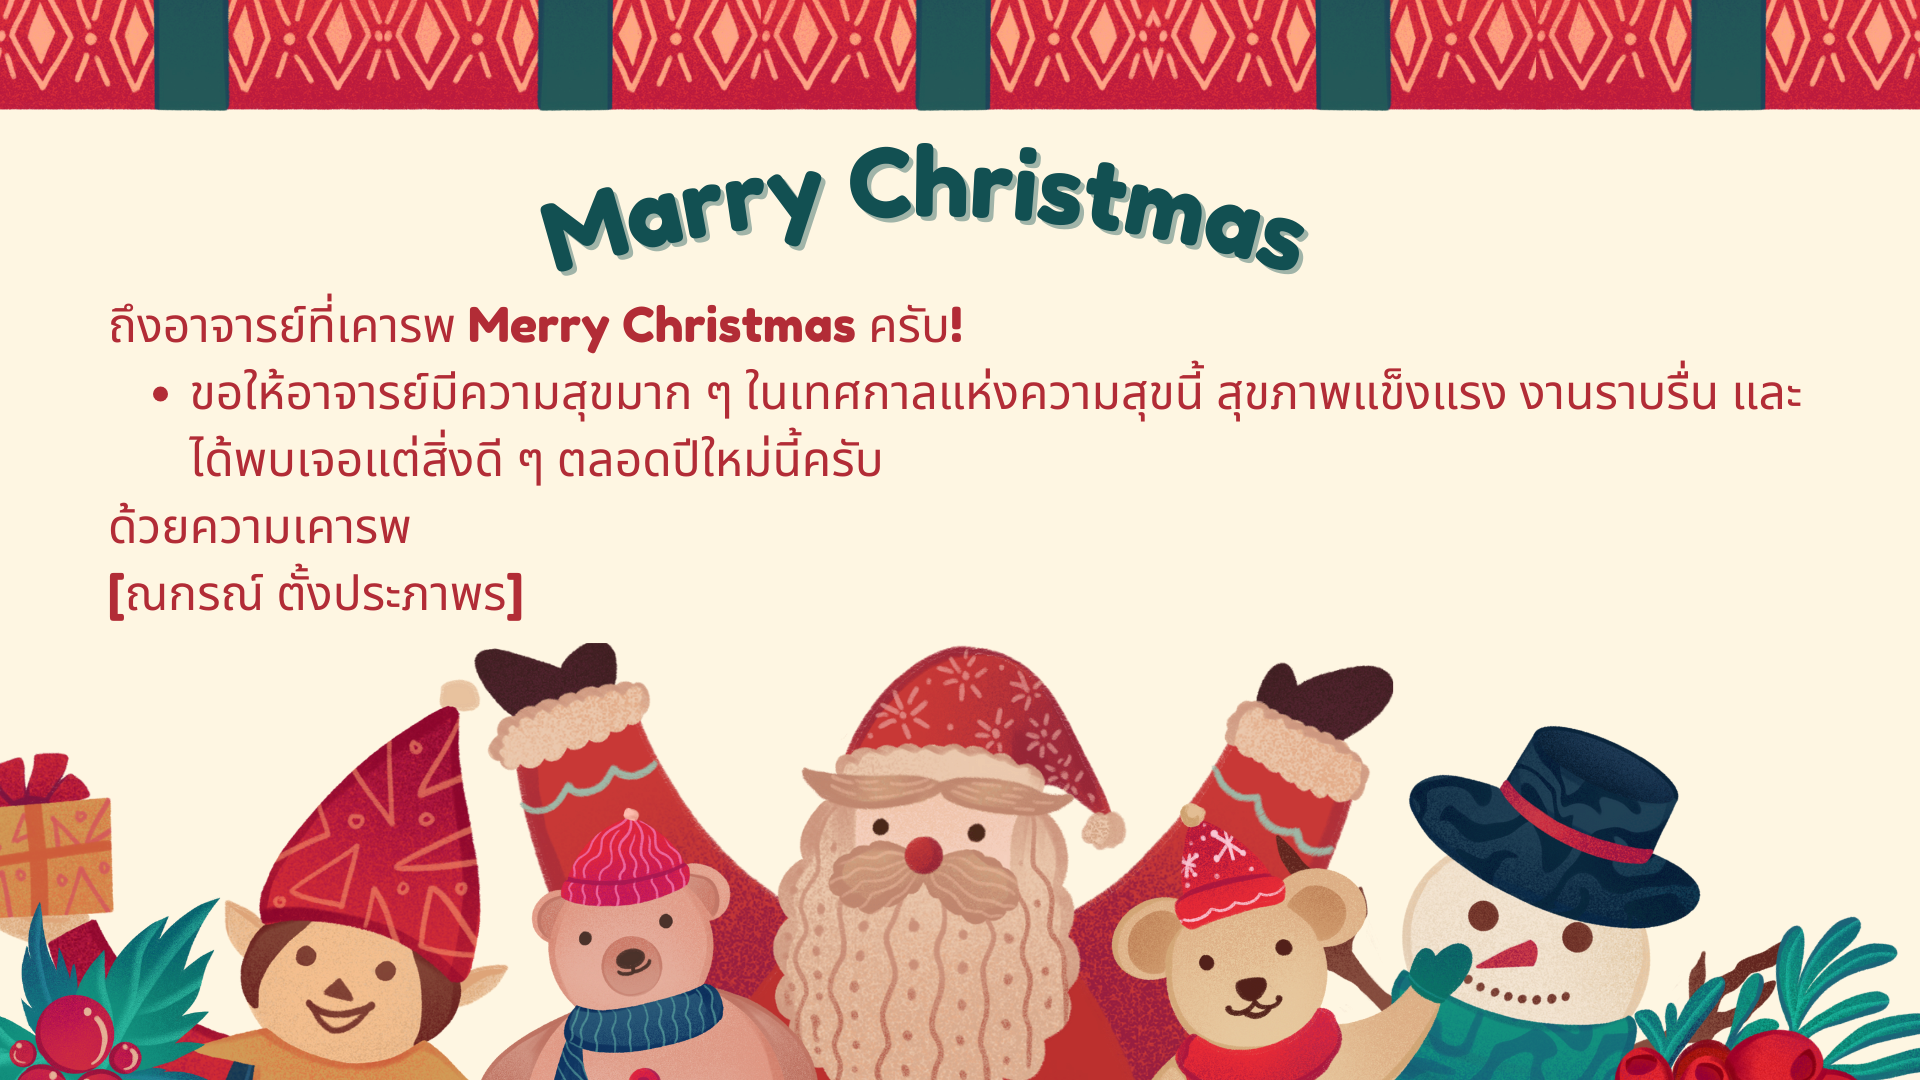 Marry Christmas
ถึงอาจารย์ที่เคารพ Merry Christmas ครับ!
• ขอให้อาจารย์มีความสุขมาก ๆ ในเทศกาลแห่งความสุขนี้ สุขภาพแข็งแรง งานราบรื่น และ
ได้พบเจอแต่สิ่งดี ๆ ตลอดปีใหม่นี้ครับ
ด้วยความเคารพ
[ณกรณ์ ตั้งประภาพร]